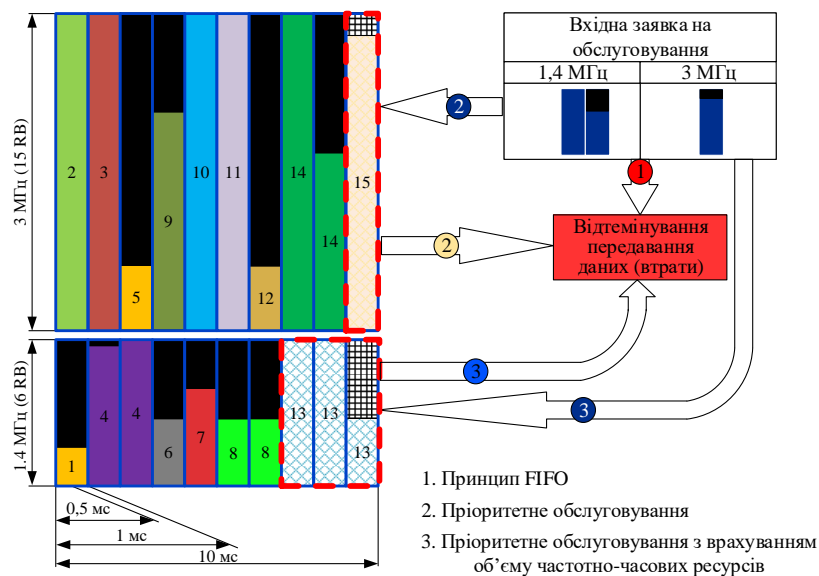 3 МГц (15 RB)
2
3
5
9
10
11
12
14
14
15
1.4 МГц (6 RB)
1
4
4
6
7
8
8
13
13
13
0,5 мс
1 мс
10 мс
Вхідна заявка на
обслуговування
1,4 МГц
3 МГц
2
1
2
Відтемінування
передавання
даних (втрати)
3
3
1. Принцип FIFO
2. Пріоритетне обслуговування
3. Пріоритетне обслуговування з врахуванням
об’єму частотно-часових ресурсів